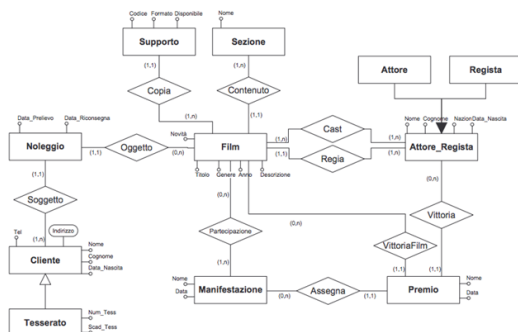 Codice Formato Disponibile
Nome
Supporto
Sezione
Attore
Regista
(1,1)
(1,n)
Copia
Contenuto
Data_Prelievo
Data_Risconsegna
(1,n)
(1,1)
Nome Cognome Nazion Data_Nascita
Novità
Cast
(1,n)
(1,n)
Noleggio
(1,1)
Oggetto
(0,n)
Film
Attore_Regista
(1,1)
Regia
(1,n)
Titolo Genere Anno Descrizione
(1,1)
(0,n)
(0,n)
Soggetto
(0,n)
Vittoria
Tel
Indirizzo
Partecipazione
(1,n)
Nome
VittoriaFilm
Cliente
Cognome
Data_Nascita
(1,n)
(1,1)
(1,1)
Nome
Nome
Data
Manifestazione
(0,n)
Assegna
(1,1)
Premio
Data
Num_Tess
Tesserato
Scad_Tess